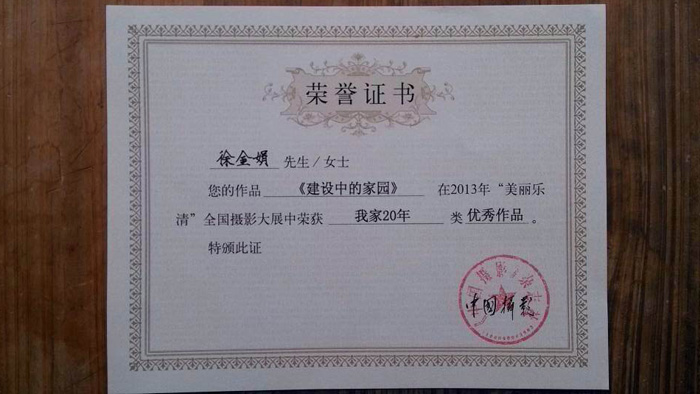 荣誉证书
徐金娟 先生/女士
您的作品 《建设中的家园》 在2013年“美丽乐
清”全国摄影大展中荣获 我家20年 类 优秀作品 。
特颁此证
中国摄影